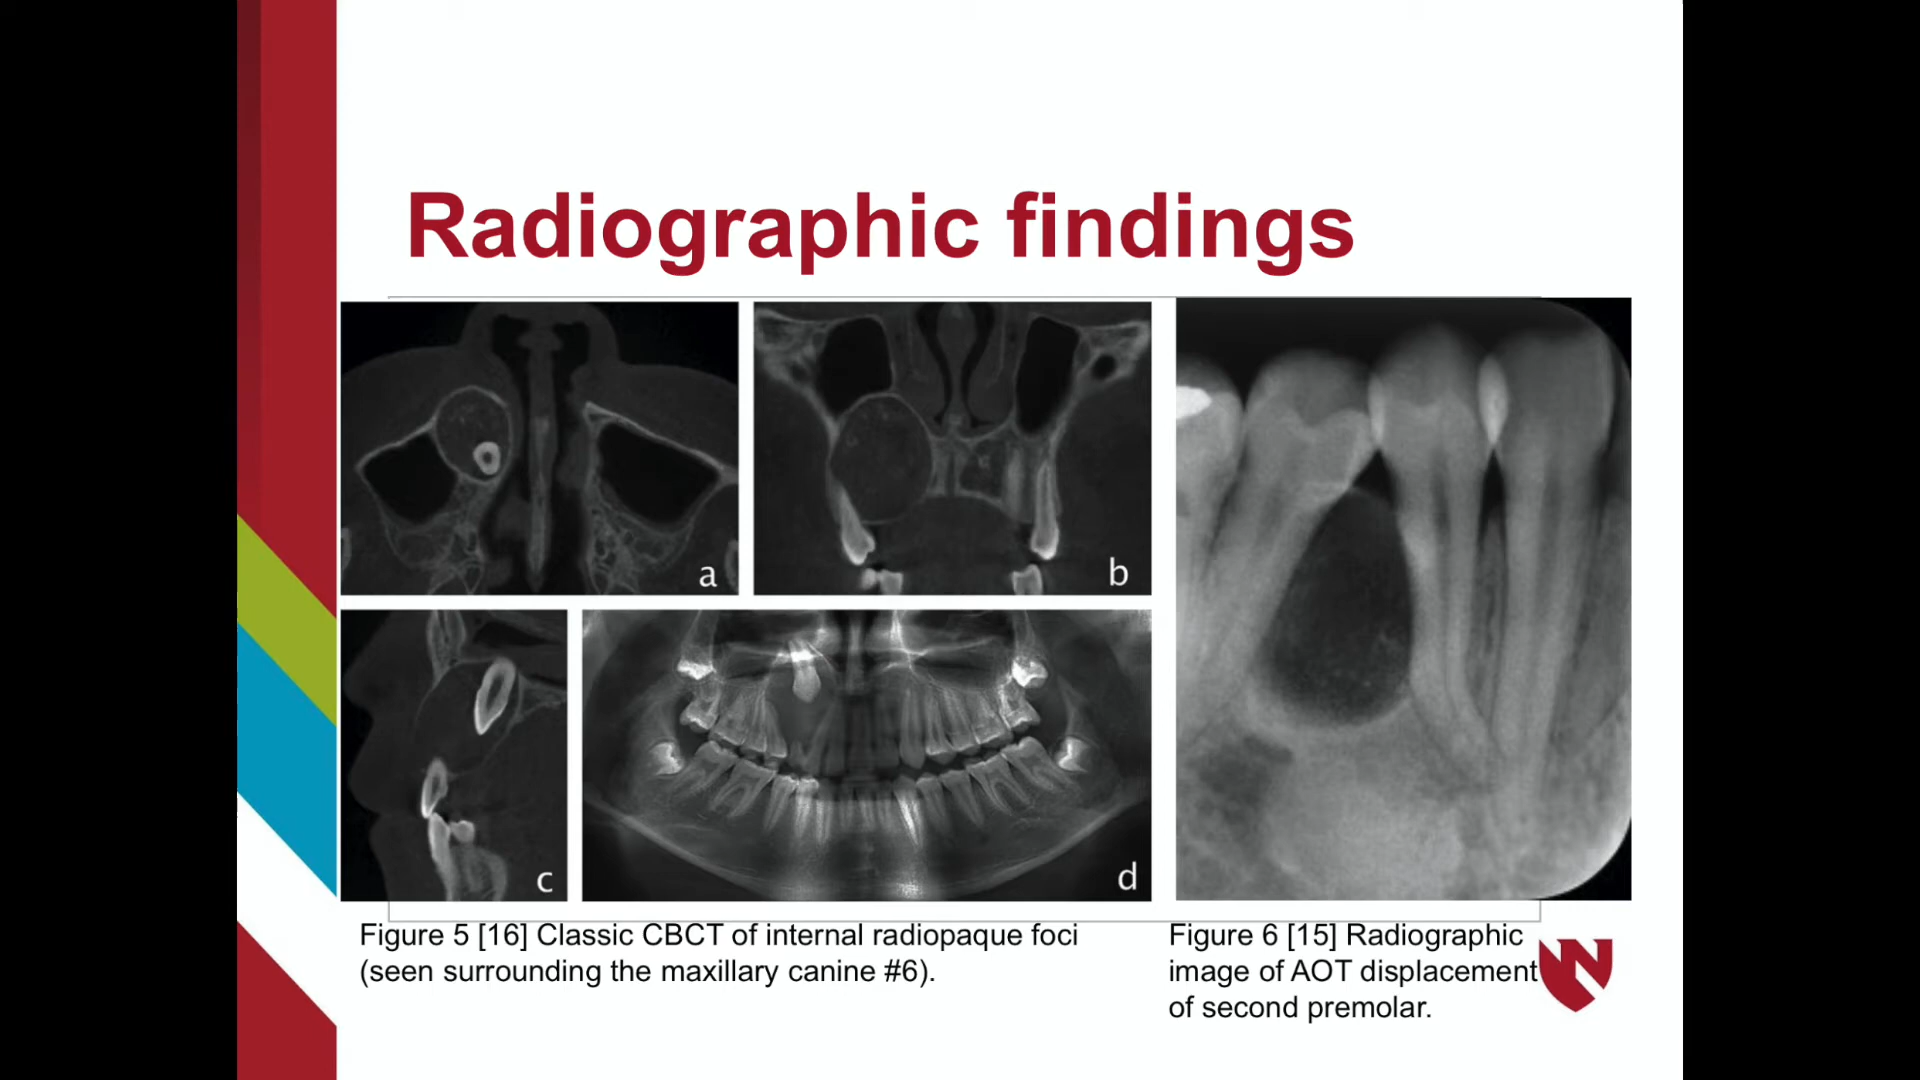 Radiographic findings
a
b
c
d
Figure 5 [16] Classic CBCT of internal radiopaque foci
(seen surrounding the maxillary canine #6).
Figure 6 [15] Radiographic
image of AOT displacement
of second premolar.
N